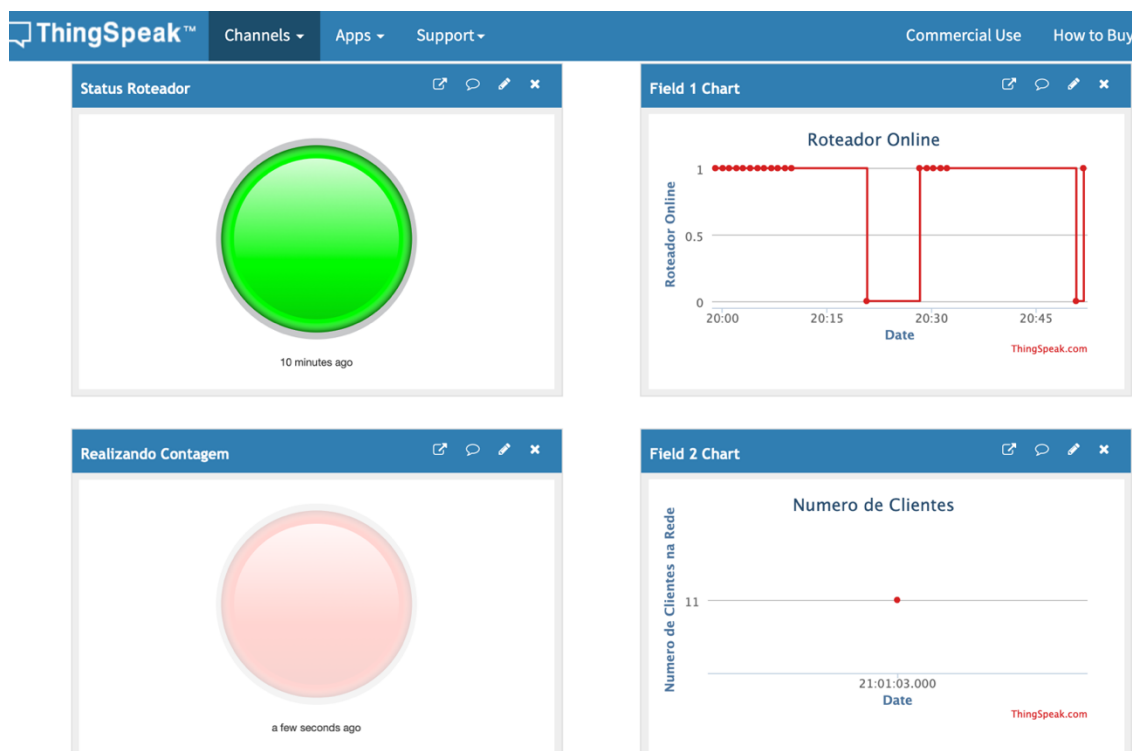 ThingSpeak™
Channels
Apps
Support
Commercial Use
How to Buy
Status Roteador
10 minutes ago
Field 1 Chart
Roteador Online
Roteador Online
1
0.5
0
20:00
20:15
20:30
20:45
Date
ThingSpeak.com
Realizando Contagem
a few seconds ago
Field 2 Chart
Numero de Clientes
Numero de Clientes na Rede
11
21:01:03.000
Date
ThingSpeak.com